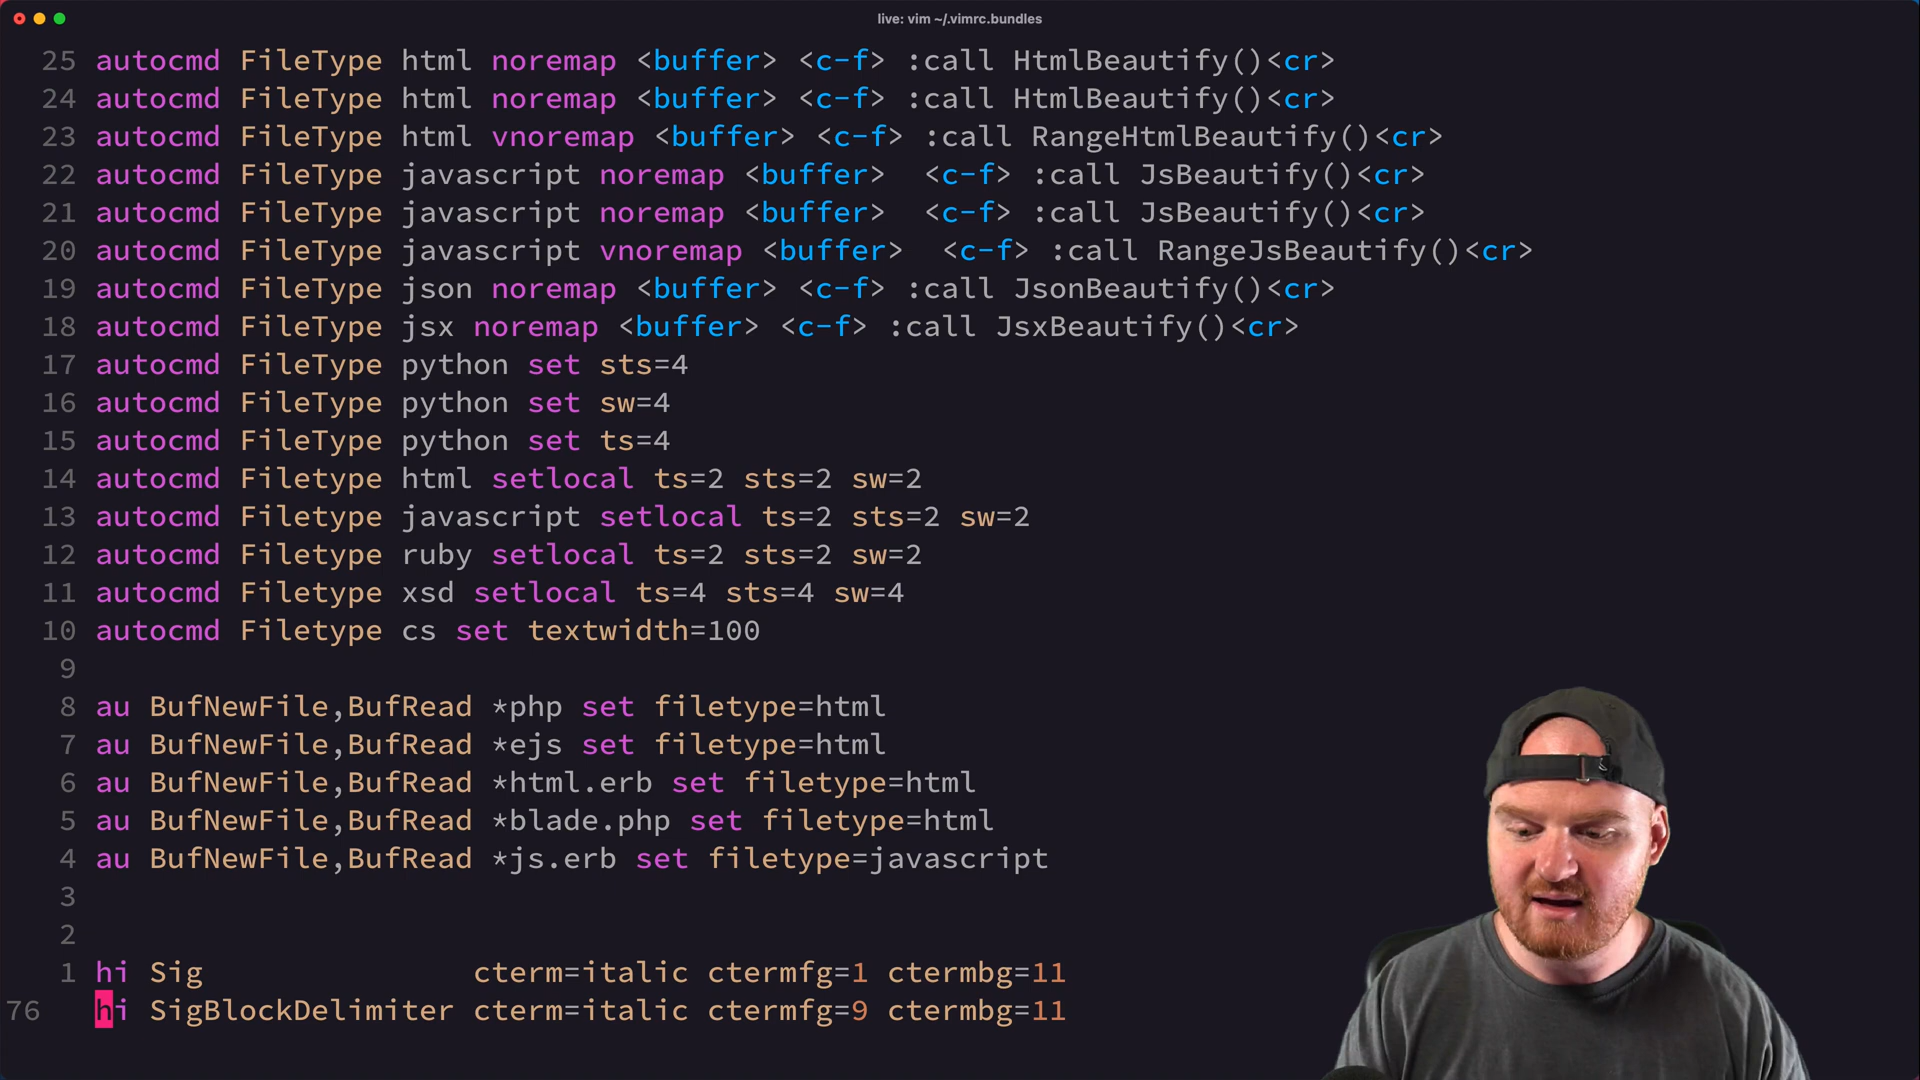 live: vim ~/.vimrc.bundles
25 autocmd FileType html noremap <buffer> <c-f> :call HtmlBeautify()<cr>
24 autocmd FileType html noremap <buffer> <c-f> :call HtmlBeautify()<cr>
23 autocmd FileType html vnoremap <buffer> <c-f> :call RangeHtmlBeautify()<cr>
22 autocmd FileType javascript noremap <buffer>  <c-f> :call JsBeautify()<cr>
21 autocmd FileType javascript noremap <buffer>  <c-f> :call JsBeautify()<cr>
20 autocmd FileType javascript vnoremap <buffer>  <c-f> :call RangeJsBeautify()<cr>
19 autocmd FileType json noremap <buffer> <c-f> :call JsonBeautify()<cr>
18 autocmd FileType jsx noremap <buffer> <c-f> :call JsxBeautify()<cr>
17 autocmd FileType python set sts=4
16 autocmd FileType python set sw=4
15 autocmd FileType python set ts=4
14 autocmd Filetype html setlocal ts=2 sts=2 sw=2
13 autocmd Filetype javascript setlocal ts=2 sts=2 sw=2
12 autocmd Filetype ruby setlocal ts=2 sts=2 sw=2
11 autocmd Filetype xsd setlocal ts=4 sts=4 sw=4
10 autocmd Filetype cs set textwidth=100
9
8 au BufNewFile,BufRead *php set filetype=html
7 au BufNewFile,BufRead *ejs set filetype=html
6 au BufNewFile,BufRead *html.erb set filetype=html
5 au BufNewFile,BufRead *blade.php set filetype=html
4 au BufNewFile,BufRead *js.erb set filetype=javascript
3
2
1 hi Sig               cterm=italic ctermfg=1 ctermbg=11
76 hi SigBlockDelimiter cterm=italic ctermfg=9 ctermbg=11